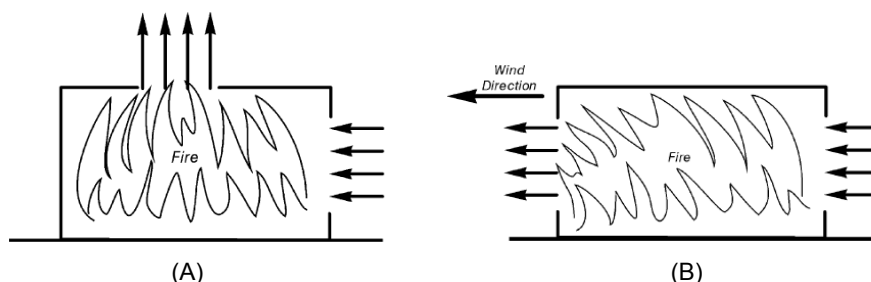 Fire
(A)
Wind
Direction
Fire
(B)